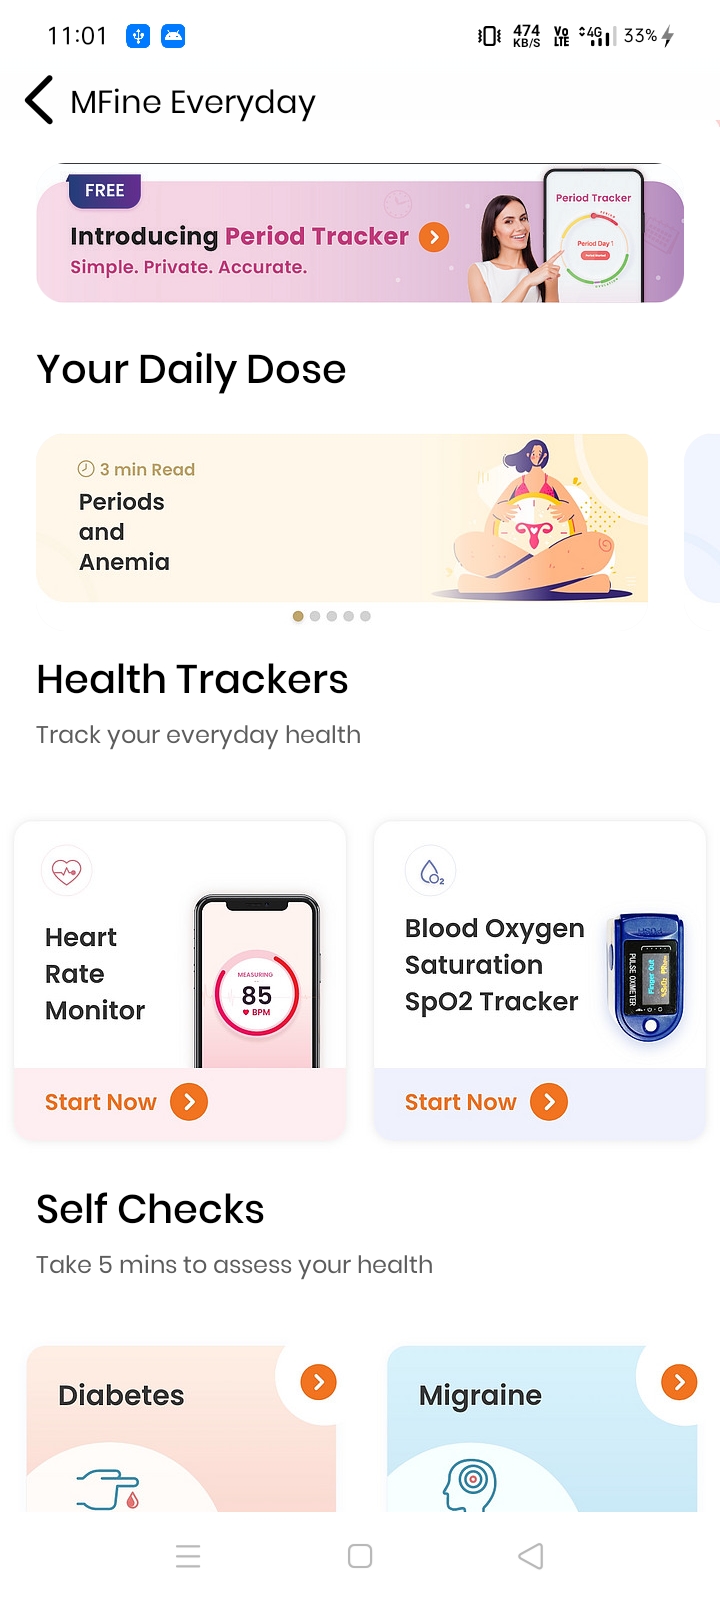 11:01
474 KB/S
Vo LTE
4G
33%
MFine Everyday
FREE
Introducing Period Tracker
Simple. Private. Accurate.
Period Tracker
Period Day 1
Your Daily Dose
3 min Read
Periods
and
Anemia
Health Trackers
Track your everyday health
Heart
Rate
Monitor
MEASURING
85
BPM
Start Now
O2
Blood Oxygen
Saturation
SpO2 Tracker
PULSE OXIMETER
Finger Out
Start Now
Self Checks
Take 5 mins to assess your health
Diabetes
Migraine